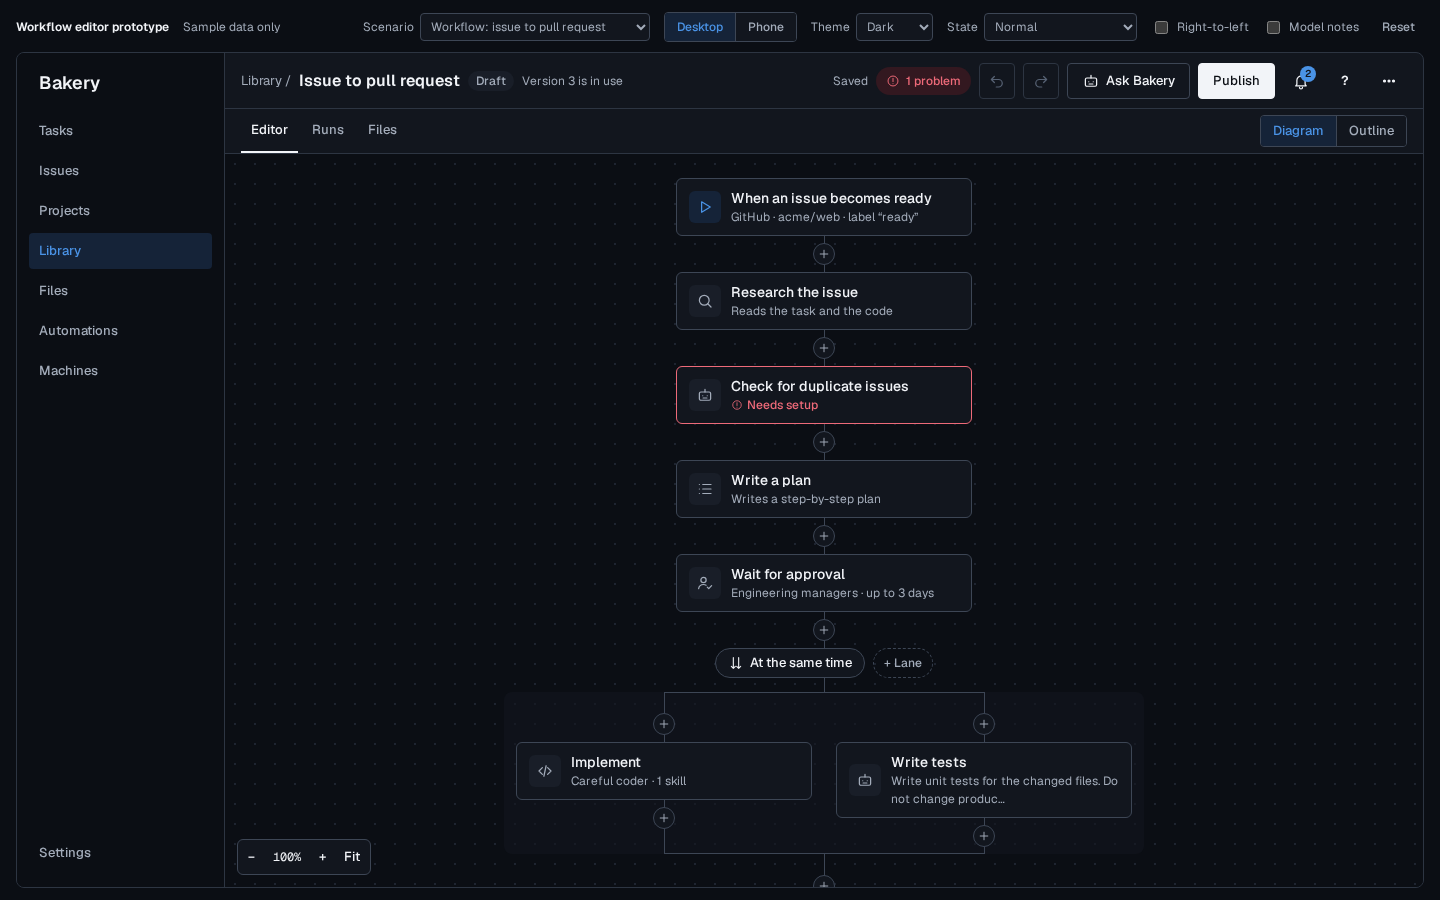 Workflow editor prototype
Sample data only
Scenario
Workflow: issue to pull request
Desktop
Phone
Theme
Dark
State
Normal
Right-to-left
Model notes
Reset
Bakery
Tasks
Issues
Projects
Library
Files
Automations
Machines
Settings
Library / Issue to pull request
Draft
Version 3 is in use
Saved
1 problem
Ask Bakery
Publish
2
?
Editor
Runs
Files
Diagram
Outline
When an issue becomes ready
GitHub · acme/web · label “ready”
+
Research the issue
Reads the task and the code
+
Check for duplicate issues
Needs setup
+
Write a plan
Writes a step-by-step plan
+
Wait for approval
Engineering managers · up to 3 days
+
At the same time
+ Lane
+
+
Implement
Careful coder · 1 skill
+
Write tests
Write unit tests for the changed files. Do
not change produc...
+
+
− 100% + Fit